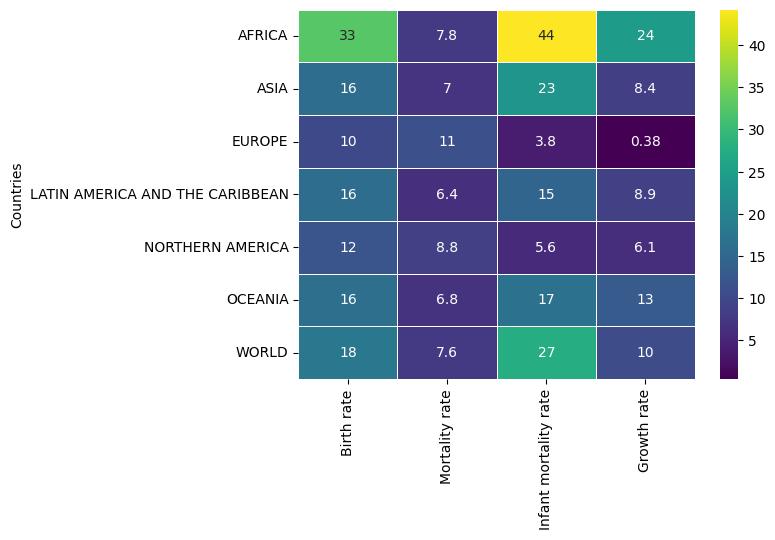 AFRICA 33 7.8 44 24
ASIA 16 7 23 8.4
EUROPE 10 11 3.8 0.38
LATIN AMERICA AND THE CARIBBEAN 16 6.4 15 8.9
NORTHERN AMERICA 12 8.8 5.6 6.1
OCEANIA 16 6.8 17 13
WORLD 18 7.6 27 10
Countries
Birth rate
Mortality rate
Infant mortality rate
Growth rate
40
35
30
25
20
15
10
5